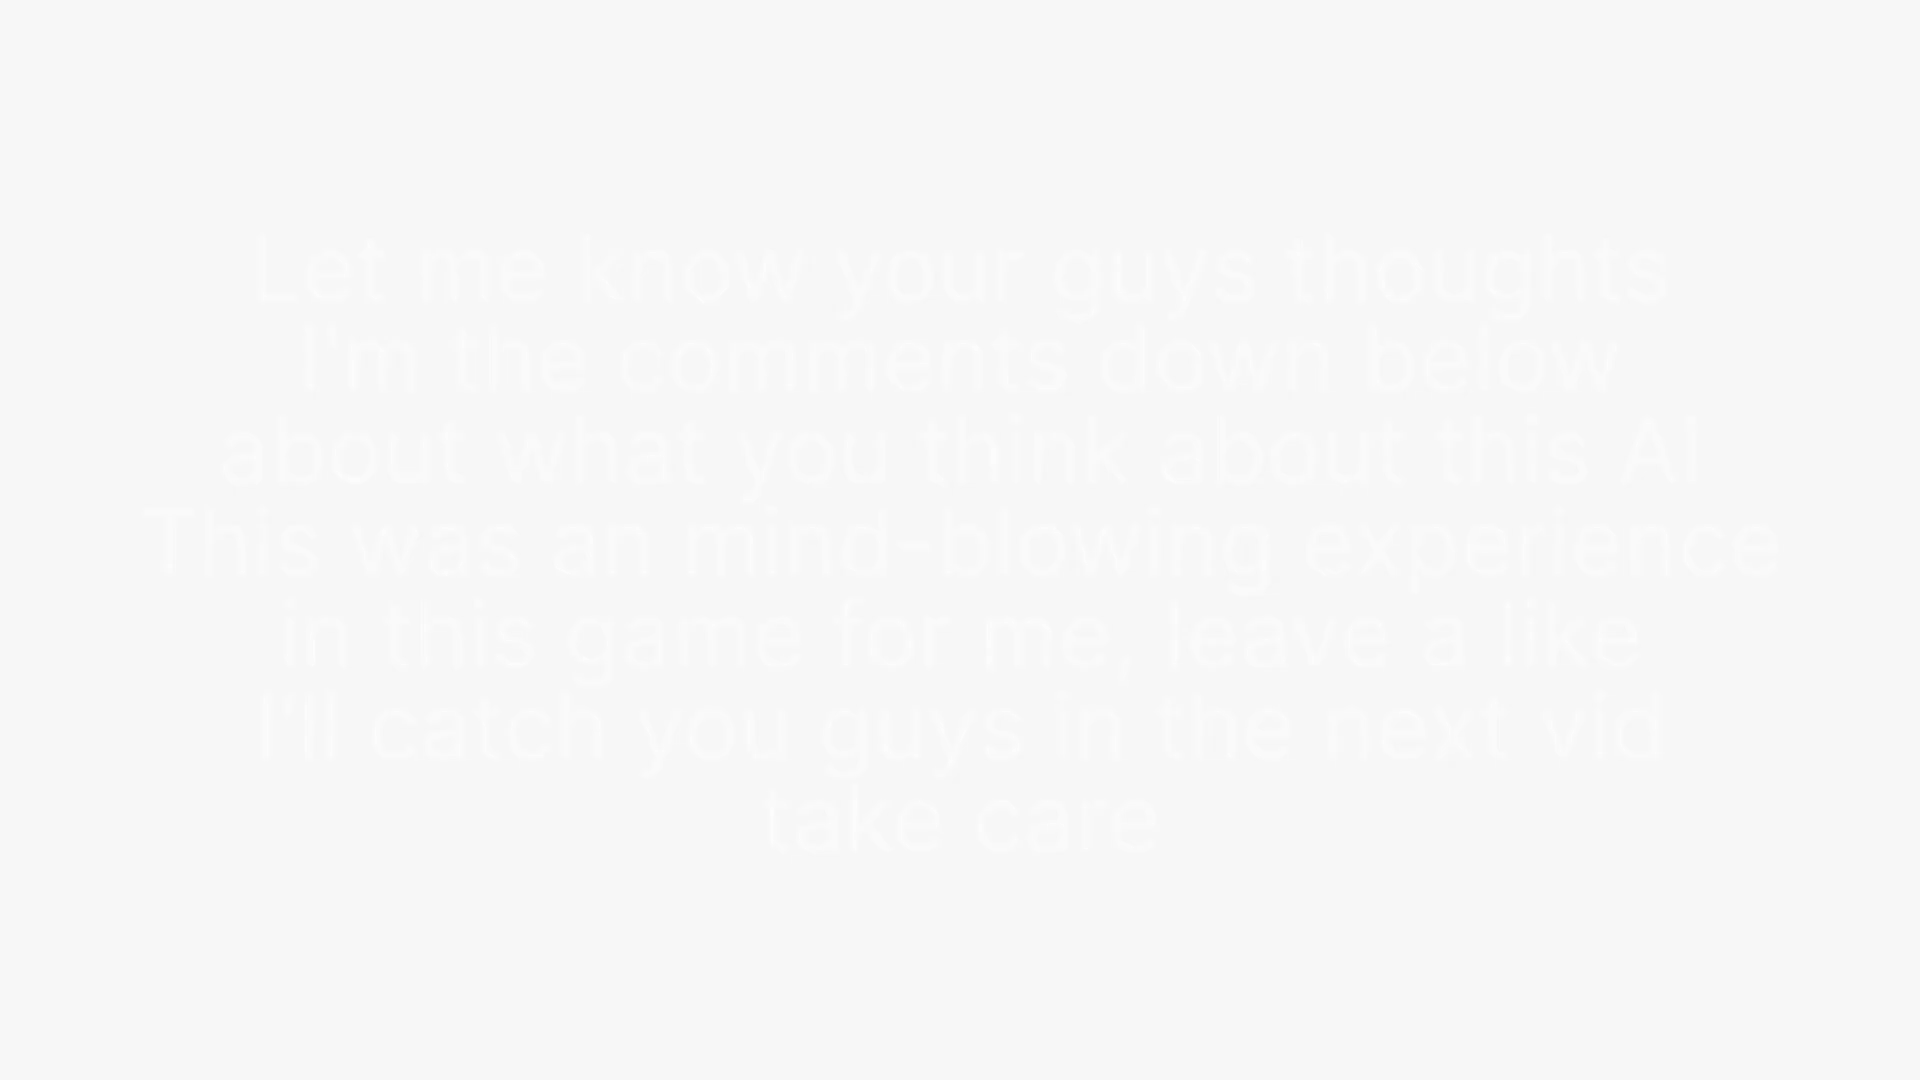 Let me know your guys thoughts
I'm the comments down below
about what you think about this AI
This was an mind-blowing experience
in this game for me, leave a like
I'll catch you guys in the next vid
take care